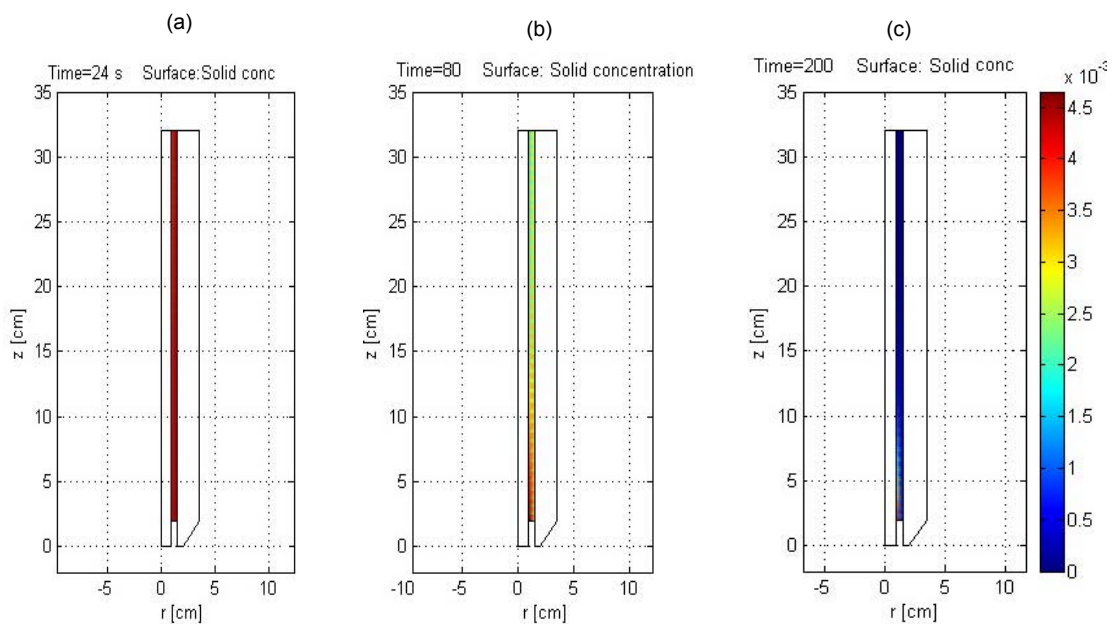 (a)
Time=24 s Surface:Solid conc
35
30
25
20
15
10
5
0
z [cm]
-5 0 5 10
r [cm]
(b)
Time=80 Surface: Solid concentration
35
30
25
20
15
10
5
0
z [cm]
-10 -5 0 5 10
r [cm]
(c)
Time=200 Surface: Solid conc
35
30
25
20
15
10
5
0
z [cm]
-5 0 5 10
r [cm]
x 10⁻³
4.5
4
3.5
3
2.5
2
1.5
1
0.5
0